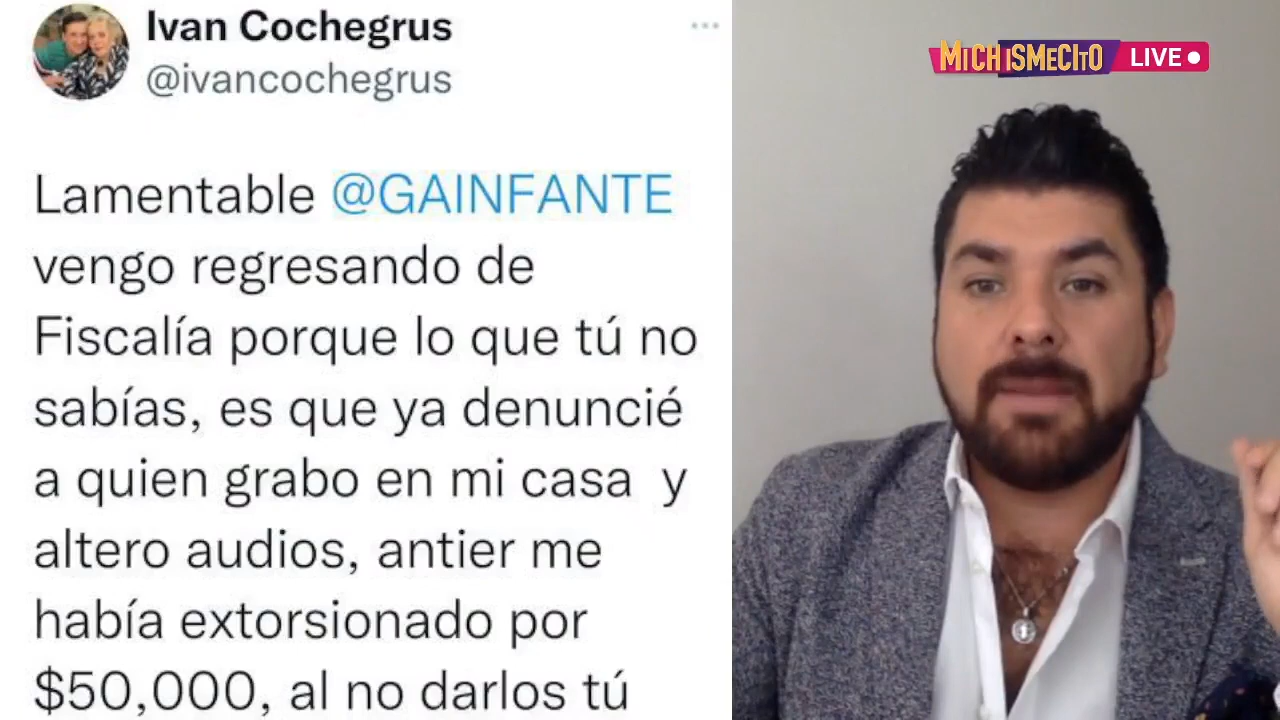 Ivan Cochegrus
@ivancochegrus
Lamentable @GAINFANTE
vengo regresando de
Fiscalía porque lo que tú no
sabías, es que ya denuncié
a quien grabo en mi casa  y
altero audios, antier me
había extorsionado por
$50,000, al no darlos tú
MICHISMECITO LIVE